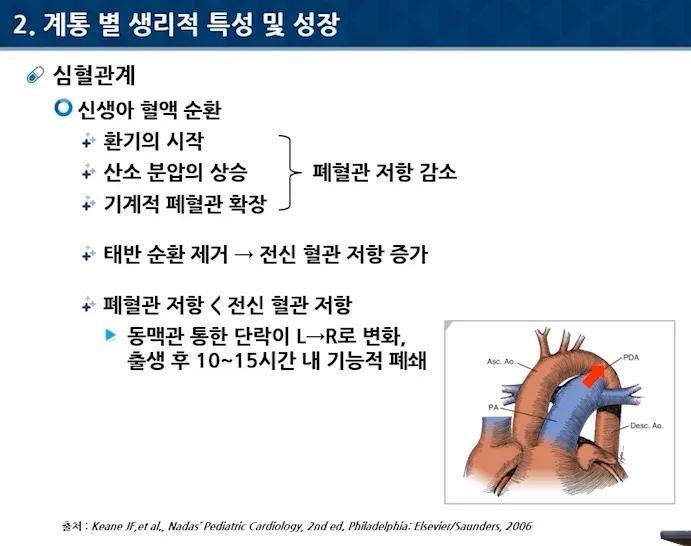 2. 계통 별 생리적 특성 및 성장
심혈관계
신생아 혈액 순환
환기의 시작
산소 분압의 상승
기계적 폐혈관 확장
폐혈관 저항 감소
태반 순환 제거 → 전신 혈관 저항 증가
폐혈관 저항 < 전신 혈관 저항
동맥관 통한 단락이 L→R로 변화,
출생 후 10~15시간 내 기능적 폐쇄
Asc. Ao.
PDA
PA
Desc. Ao.
출처 : Keane JF,et al., Nadas' Pediatric Cardiology, 2nd ed. Philadelphia: Elsevier/Saunders, 2006